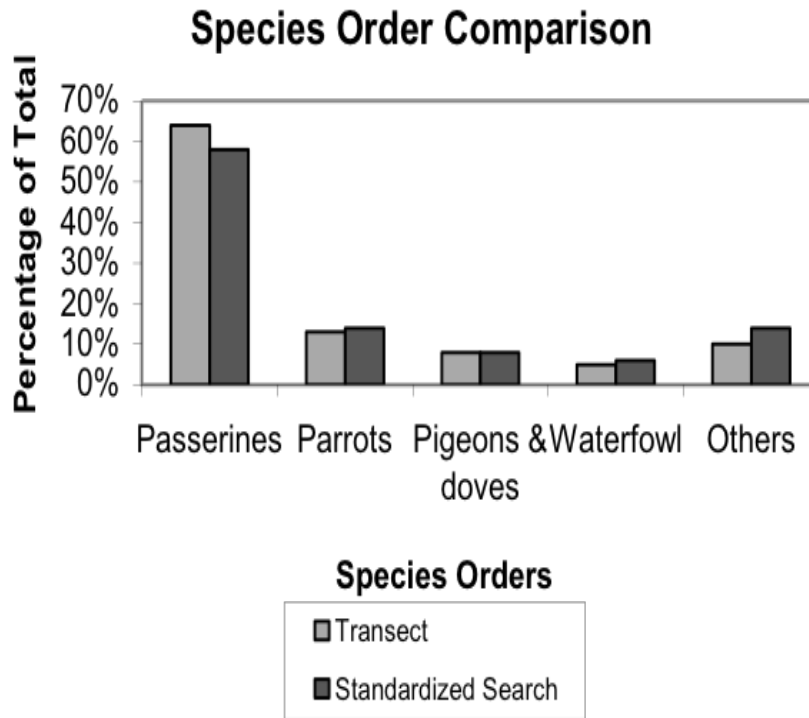 Species Order Comparison
Percentage of Total
70%
60%
50%
40%
30%
20%
10%
0%
Passerines Parrots Pigeons & Waterfowl Others
doves
Species Orders
Transect
Standardized Search